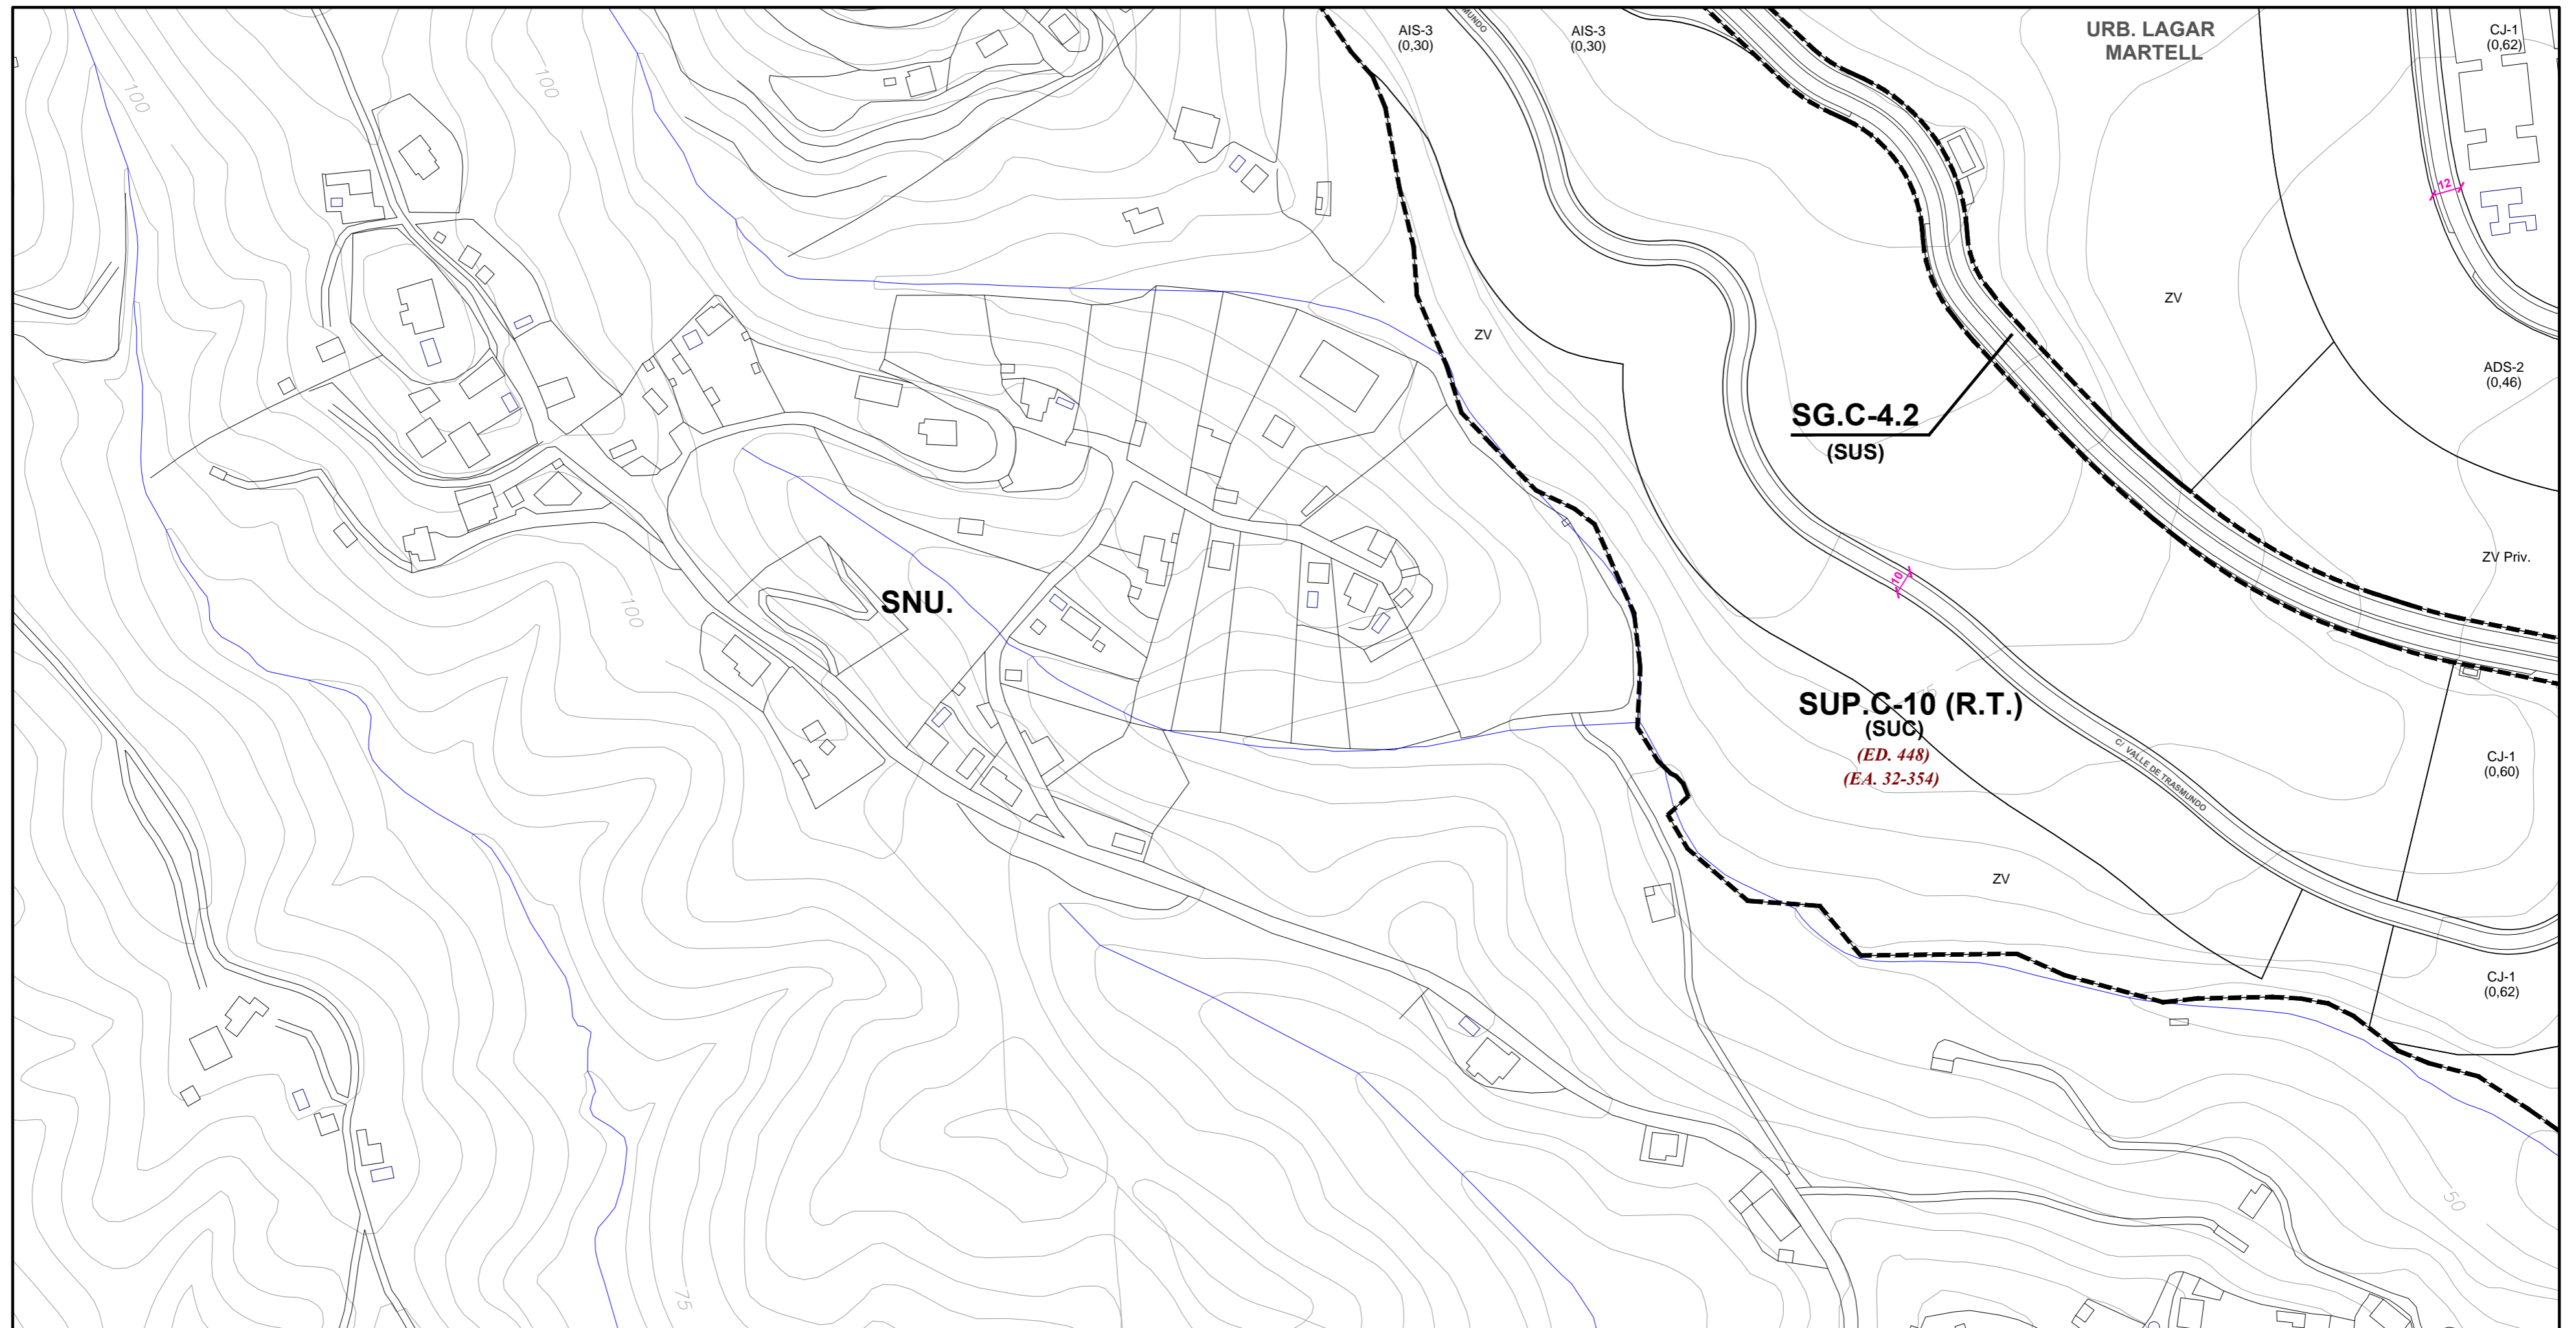 AIS-3
(0,30)
MUNDO
AIS-3
(0,30)
URB. LAGAR
MARTELL
CJ-1
(0,62)
100
100
12
ZV
ZV
ADS-2
(0,46)
SG.C-4.2
(SUS)
ZV Priv.
10
100
SNU.
SUP.C-10 (R.T.)
(SUC)
(ED. 448)
(EA. 32-354)
C/ VALLE DE TRASMUNDO
CJ-1
(0,60)
ZV
CJ-1
(0,62)
50
75